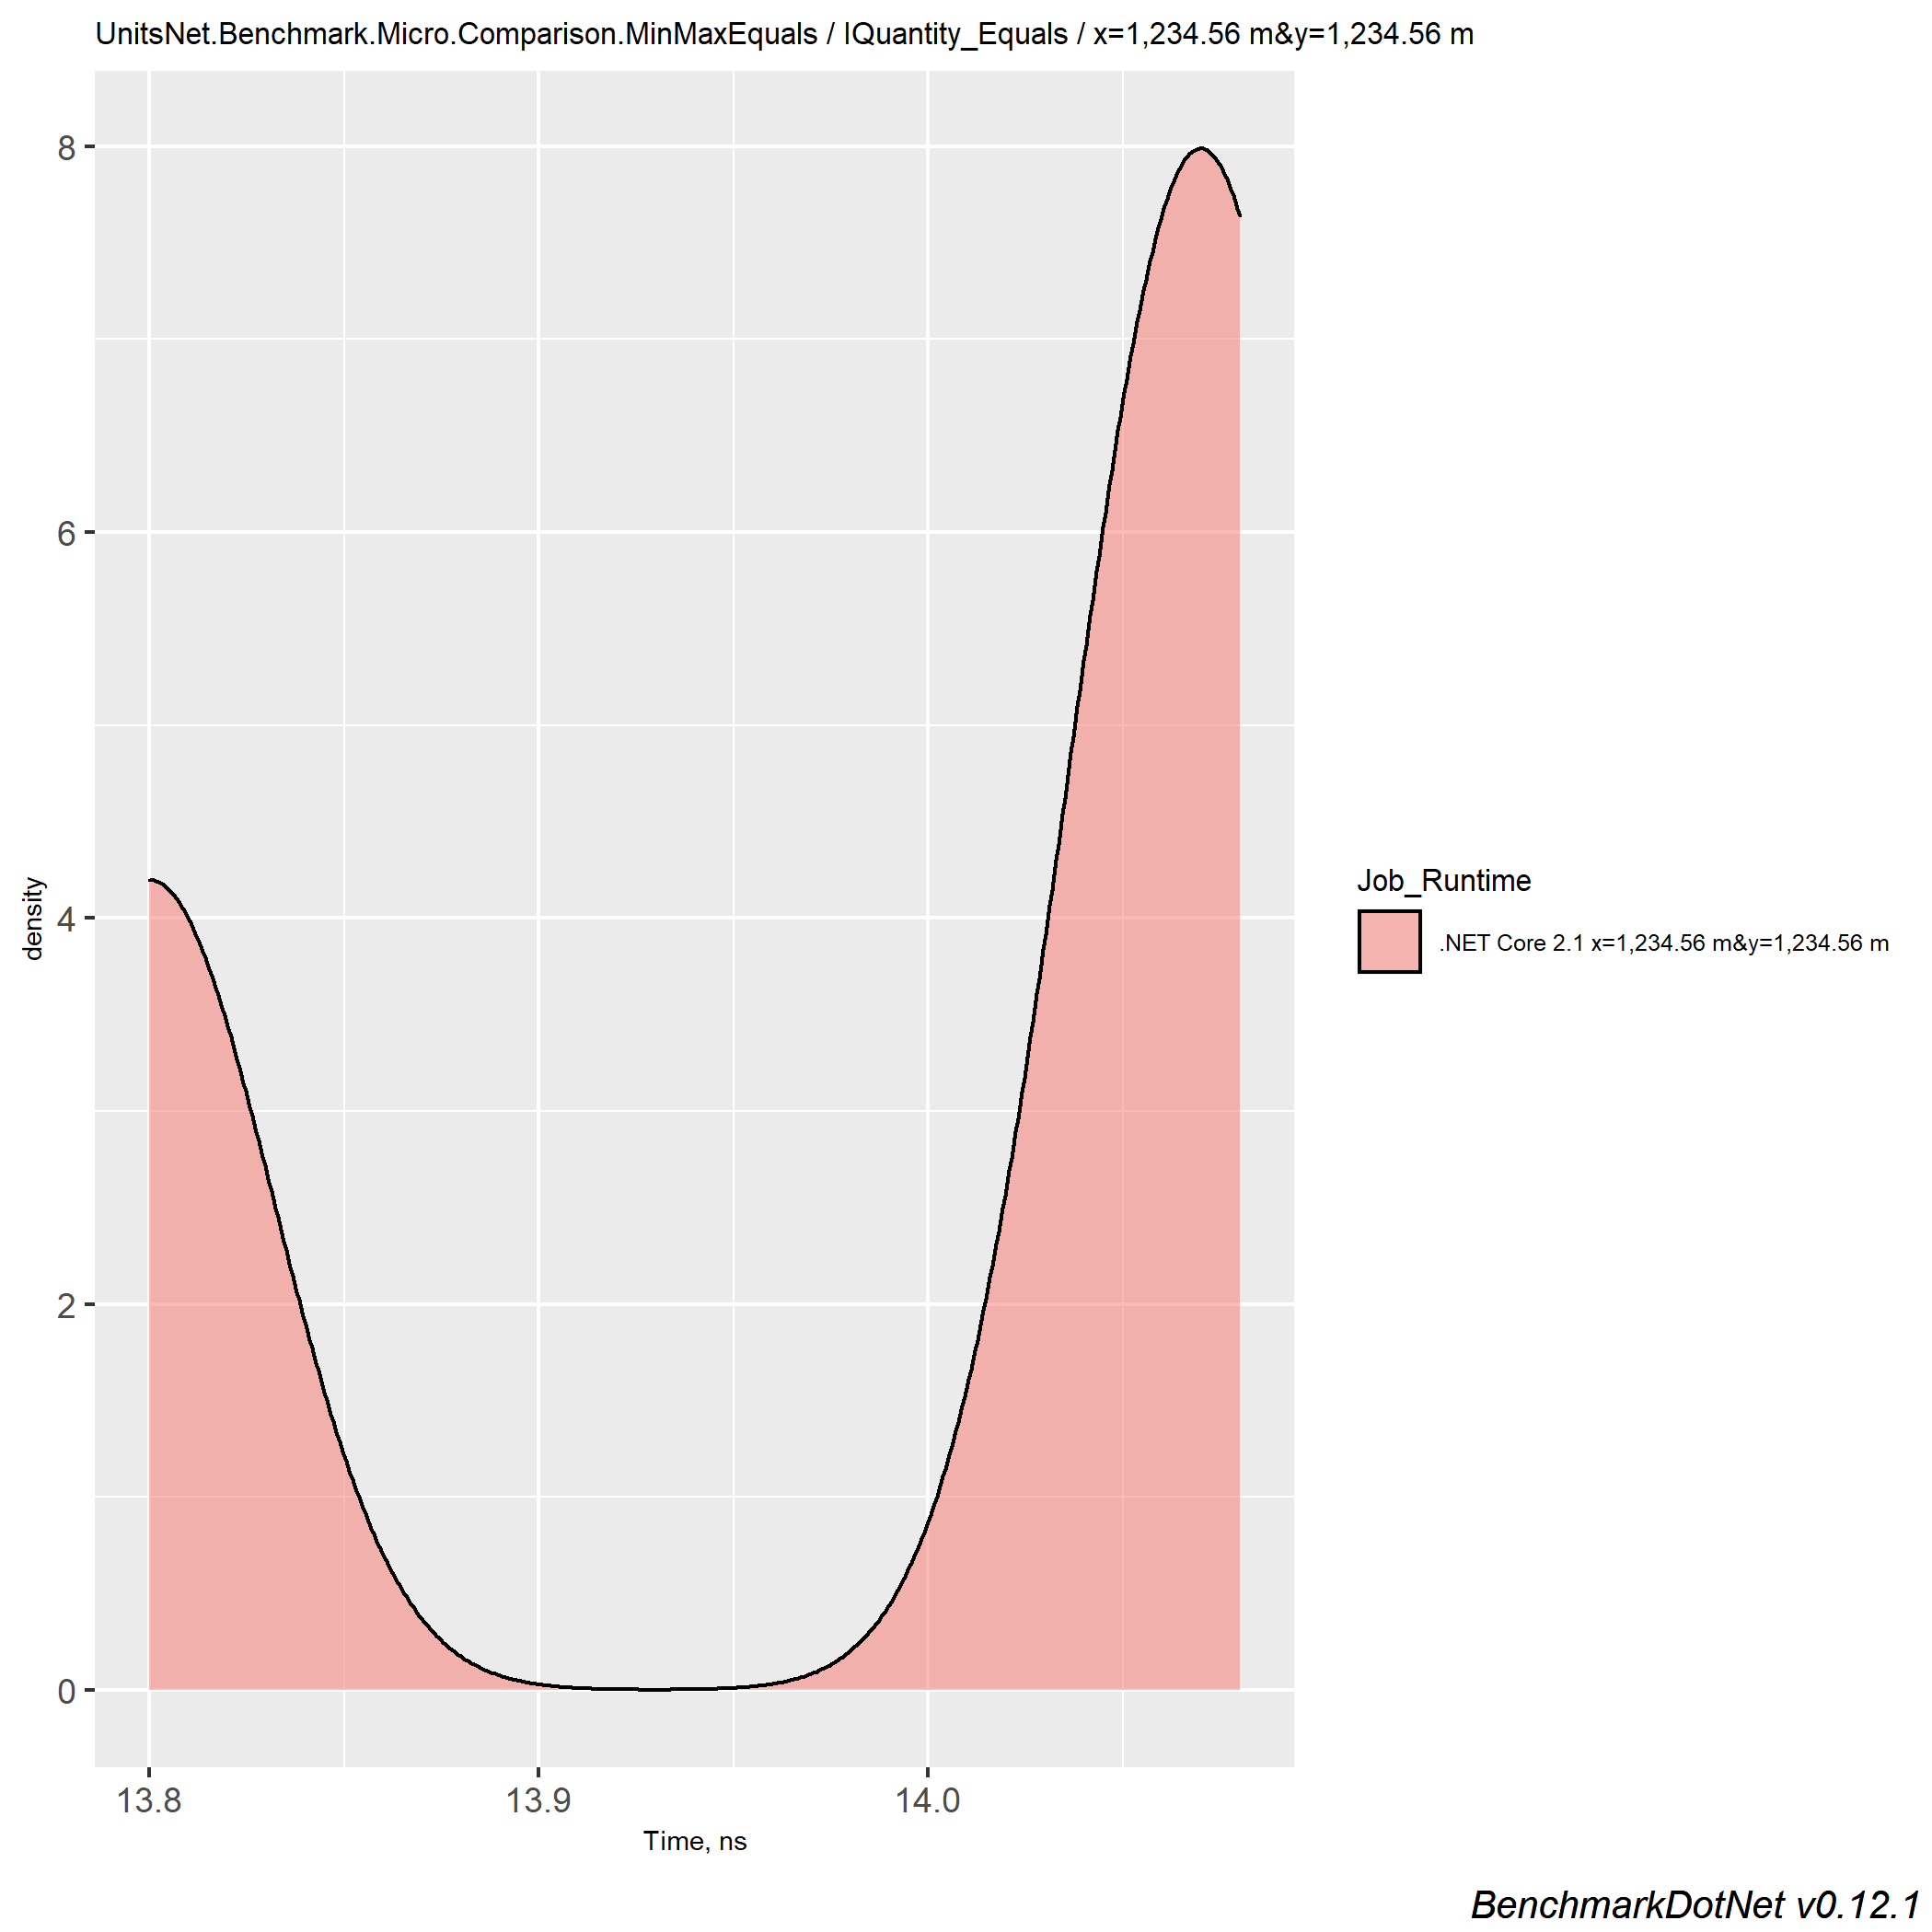 UnitsNet.Benchmark.Micro.Comparison.MinMaxEquals / IQuantity_Equals / x=1,234.56 m&y=1,234.56 m
8
6
4
2
0
density
13.8 13.9 14.0
Time, ns
Job_Runtime
.NET Core 2.1 x=1,234.56 m&y=1,234.56 m
BenchmarkDotNet v0.12.1